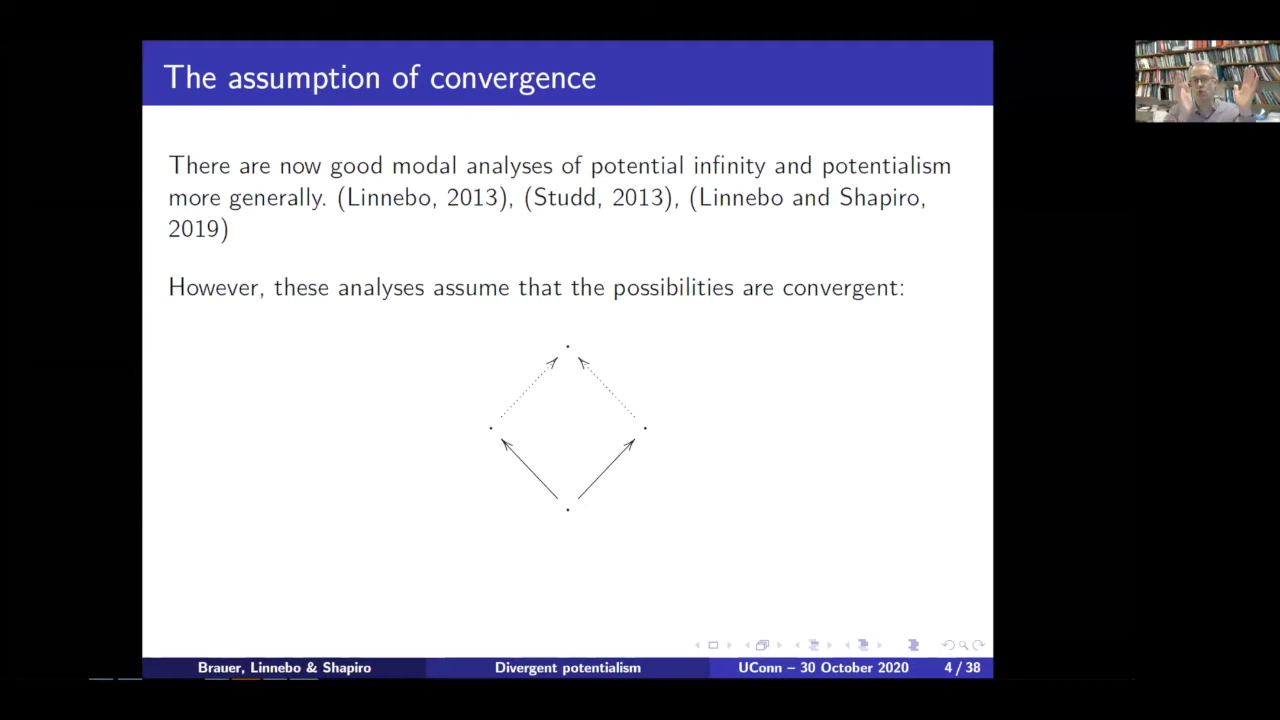 The assumption of convergence
There are now good modal analyses of potential infinity and potentialism
more generally. (Linnebo, 2013), (Studd, 2013), (Linnebo and Shapiro,
2019)
However, these analyses assume that the possibilities are convergent:
Brauer, Linnebo & Shapiro
Divergent potentialism
UConn – 30 October 2020
4 / 38